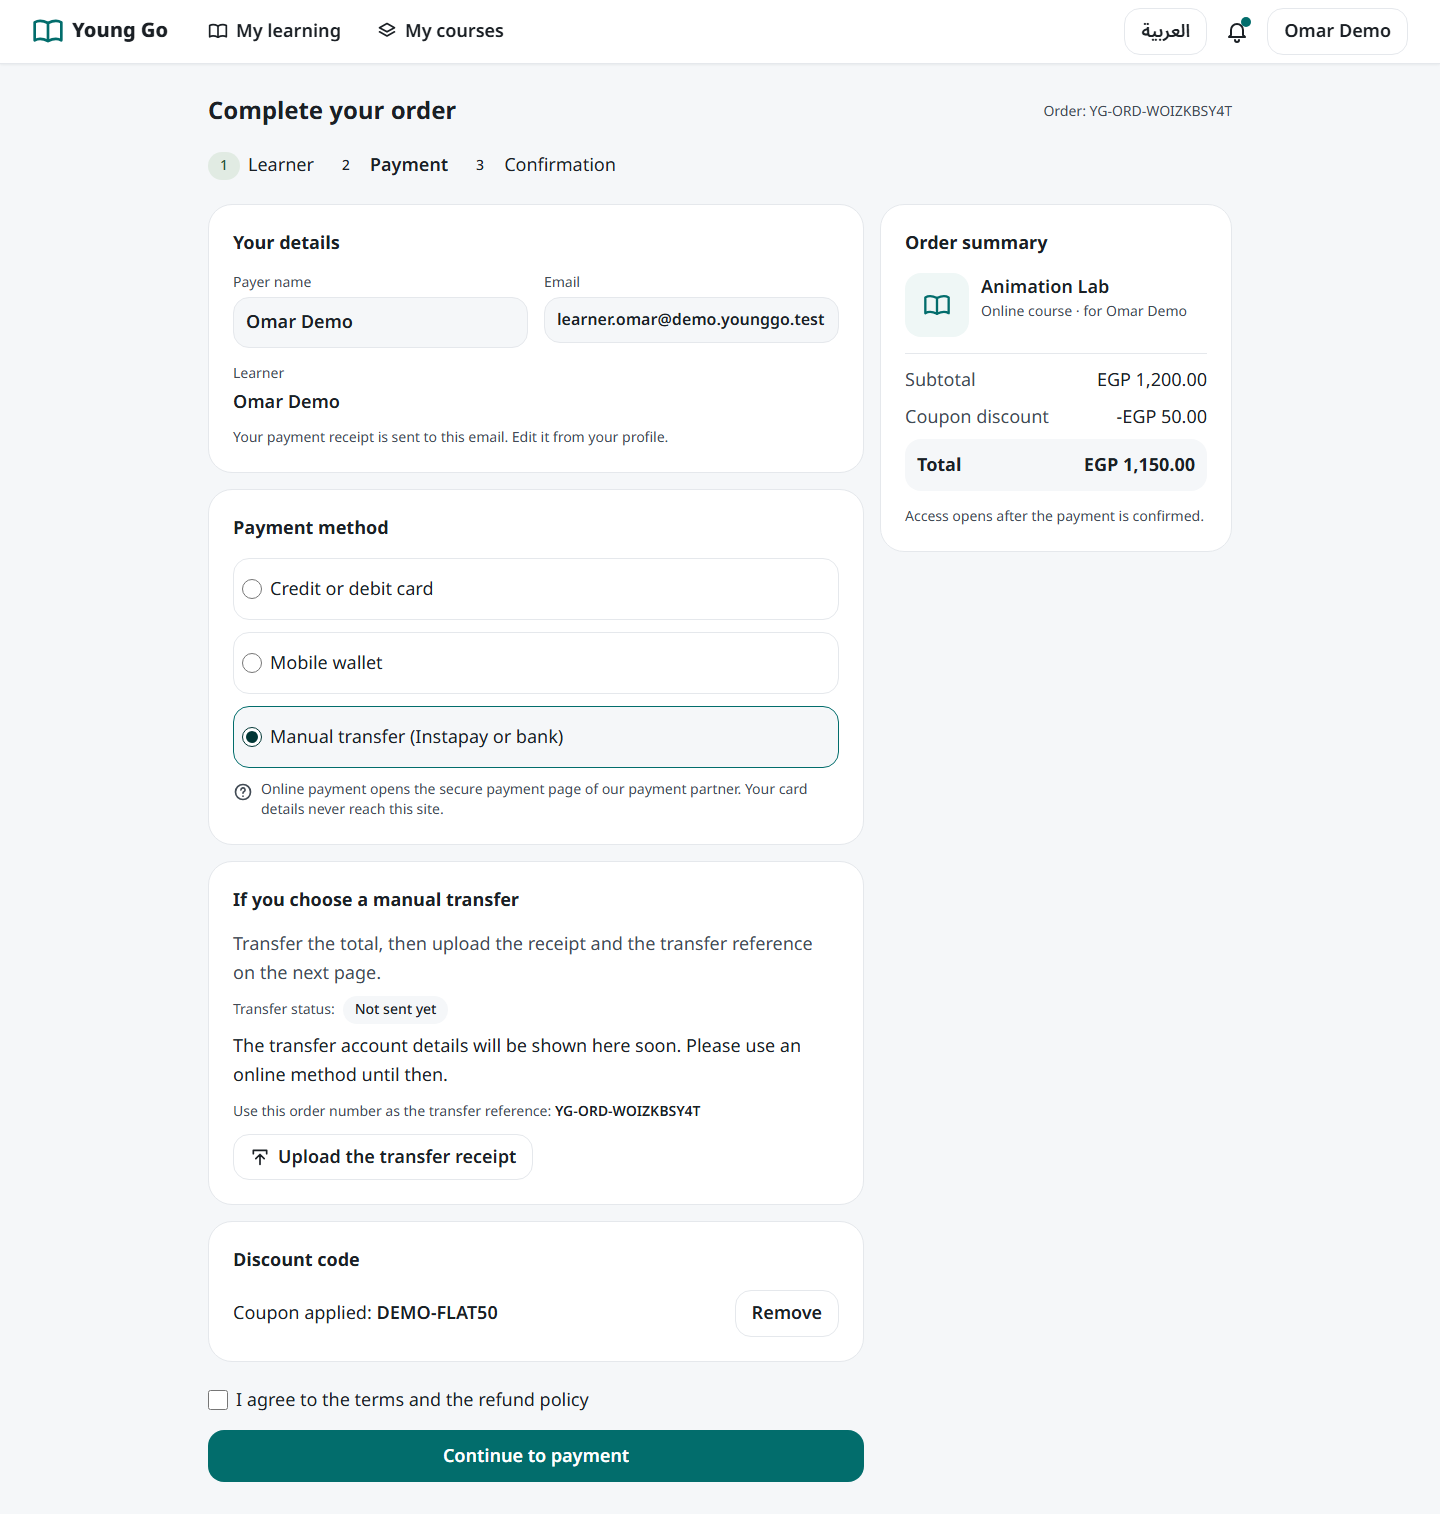 Young Go
My learning
My courses
العربية
Omar Demo
Complete your order
Order: YG-ORD-WOIZKBSY4T
1 Learner 2 Payment 3 Confirmation
Your details
Payer name
Omar Demo
Email
learner.omar@demo.younggo.test
Learner
Omar Demo
Your payment receipt is sent to this email. Edit it from your profile.
Payment method
Credit or debit card
Mobile wallet
Manual transfer (Instapay or bank)
Online payment opens the secure payment page of our payment partner. Your card
details never reach this site.
If you choose a manual transfer
Transfer the total, then upload the receipt and the transfer reference
on the next page.
Transfer status: Not sent yet
The transfer account details will be shown here soon. Please use an
online method until then.
Use this order number as the transfer reference: YG-ORD-WOIZKBSY4T
Upload the transfer receipt
Discount code
Coupon applied: DEMO-FLAT50
Remove
I agree to the terms and the refund policy
Continue to payment
Order summary
Animation Lab
Online course · for Omar Demo
Subtotal EGP 1,200.00
Coupon discount -EGP 50.00
Total EGP 1,150.00
Access opens after the payment is confirmed.